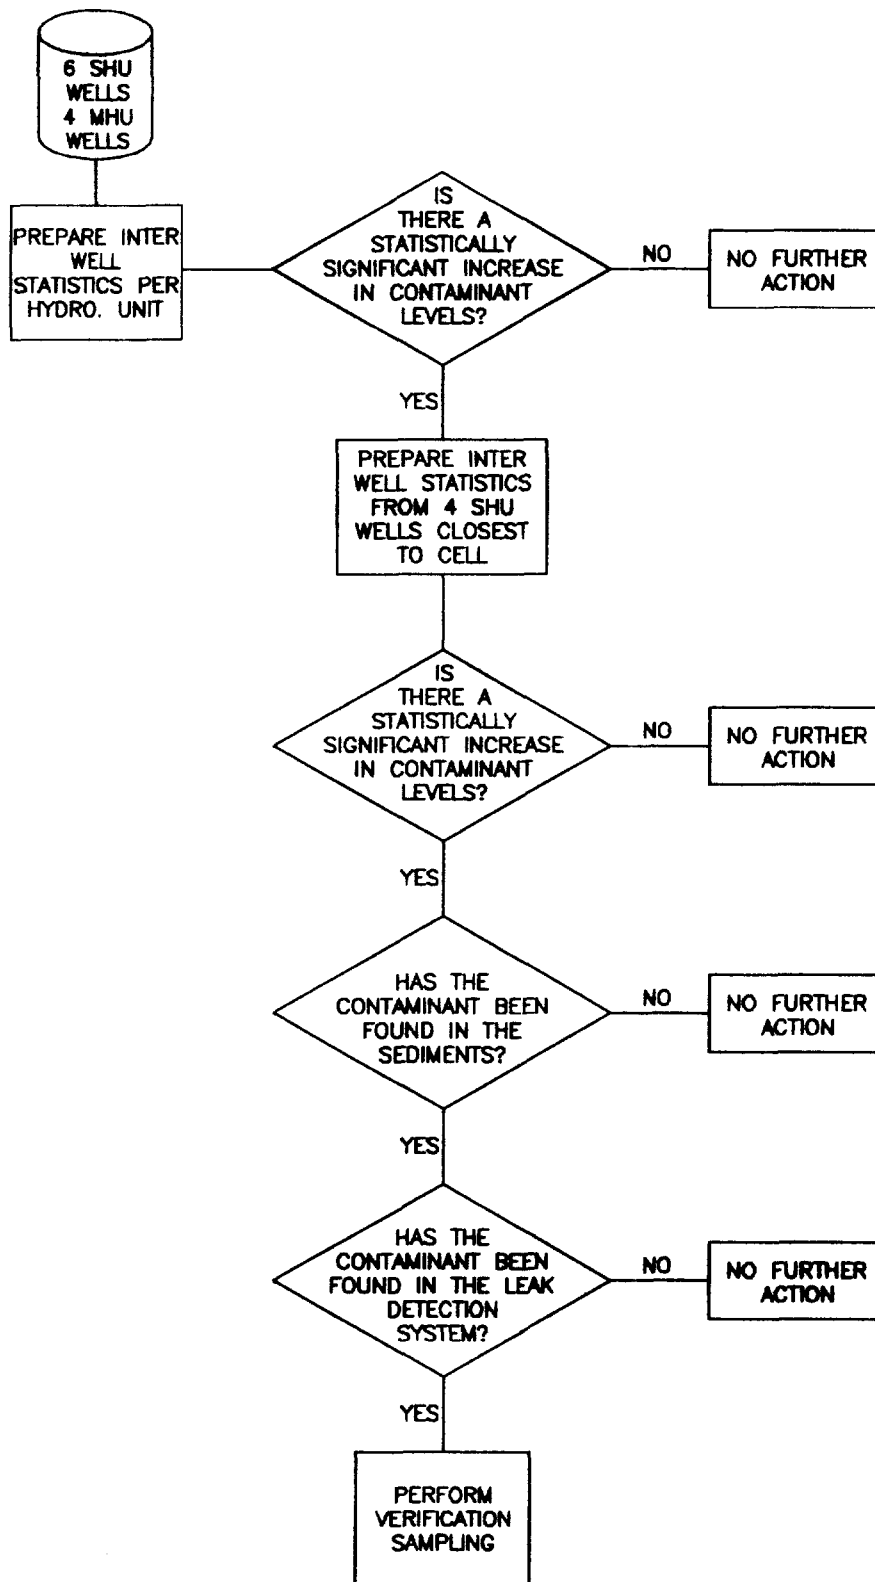 6 SHU
WELLS
4 MHU
WELLS
PREPARE INTER
WELL
STATISTICS PER
HYDRO. UNIT
IS
THERE A
STATISTICALLY
SIGNIFICANT INCREASE
IN CONTAMINANT
LEVELS?
NO
NO FURTHER
ACTION
YES
PREPARE INTER
WELL STATISTICS
FROM 4 SHU
WELLS CLOSEST
TO CELL
IS
THERE A
STATISTICALLY
SIGNIFICANT INCREASE
IN CONTAMINANT
LEVELS?
NO
NO FURTHER
ACTION
YES
HAS THE
CONTAMINANT BEEN
FOUND IN THE
SEDIMENTS?
NO
NO FURTHER
ACTION
YES
HAS THE
CONTAMINANT BEEN
FOUND IN THE LEAK
DETECTION
SYSTEM?
NO
NO FURTHER
ACTION
YES
PERFORM
VERIFICATION
SAMPLING